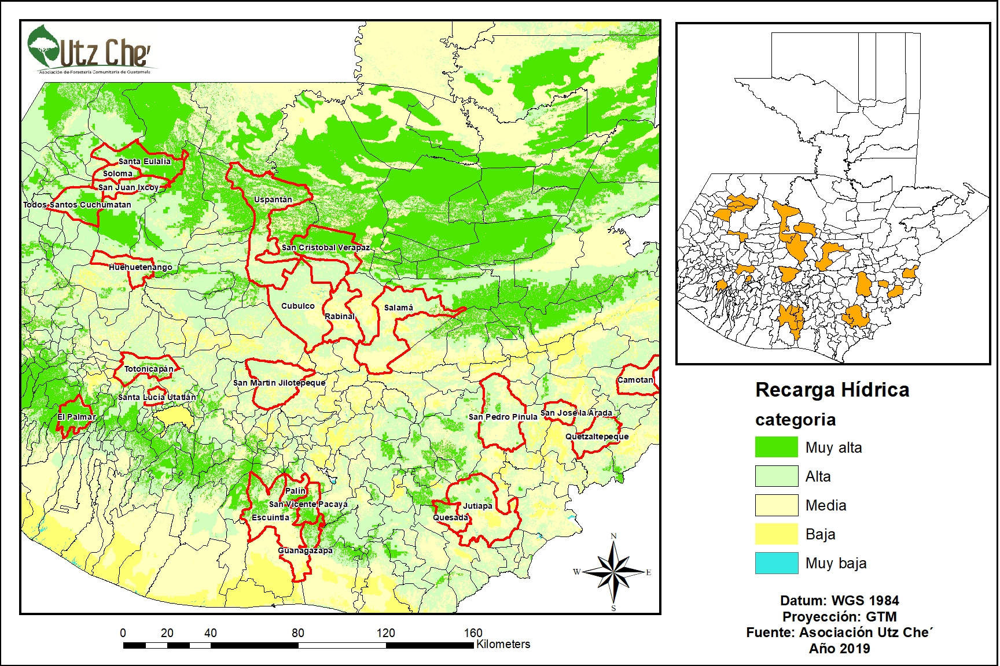 Utz Che'
Asociación de Forestería Comunitaria de Guatemala
Santa Eulalia
Soloma
San Juan Ixcoy
Todos Santos Cuchumatan
Uspantán
San Cristobal Verapaz
Huehuetenango
Cubulco
Rabinal
Salamá
Totonicapán
San Martin Jilotepeque
Camotan
Santa Lucía Utatlán
El Palmar
San Pedro Pinula
San José la Arada
Quetzaltepeque
Palín
San Vicente Pacaya
Escuintla
Jutiapa
Quesada
Guanagazapa
N
W
E
S
0 20 40 80 120 160
Kilometers
Recarga Hídrica
categoria
Muy alta
Alta
Media
Baja
Muy baja
Datum: WGS 1984
Proyección: GTM
Fuente: Asociación Utz Che´
Año 2019